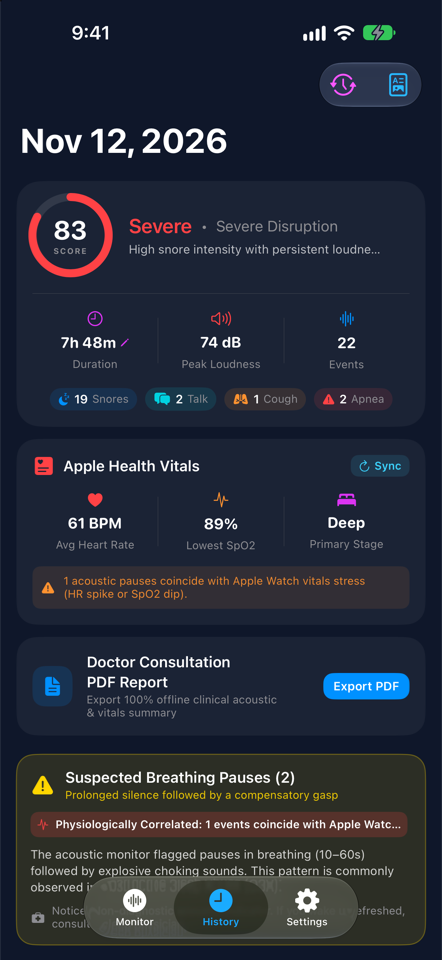 9:41
Nov 12, 2026
83
SCORE
Severe • Severe Disruption
High snore intensity with persistent loudne...
7h 48m
Duration
74 dB
Peak Loudness
22
Events
19 Snores
2 Talk
1 Cough
2 Apnea
Apple Health Vitals
Sync
61 BPM
Avg Heart Rate
89%
Lowest SpO2
Deep
Primary Stage
1 acoustic pauses coincide with Apple Watch vitals stress
(HR spike or SpO2 dip).
Doctor Consultation
PDF Report
Export 100% offline clinical acoustic
& vitals summary
Export PDF
Suspected Breathing Pauses (2)
Prolonged silence followed by a compensatory gasp
Physiologically Correlated: 1 events coincide with Apple Watc...
The acoustic monitor flagged pauses in breathing (10–60s)
followed by explosive choking sounds. This pattern is commonly
observed
Monitor
History
Settings